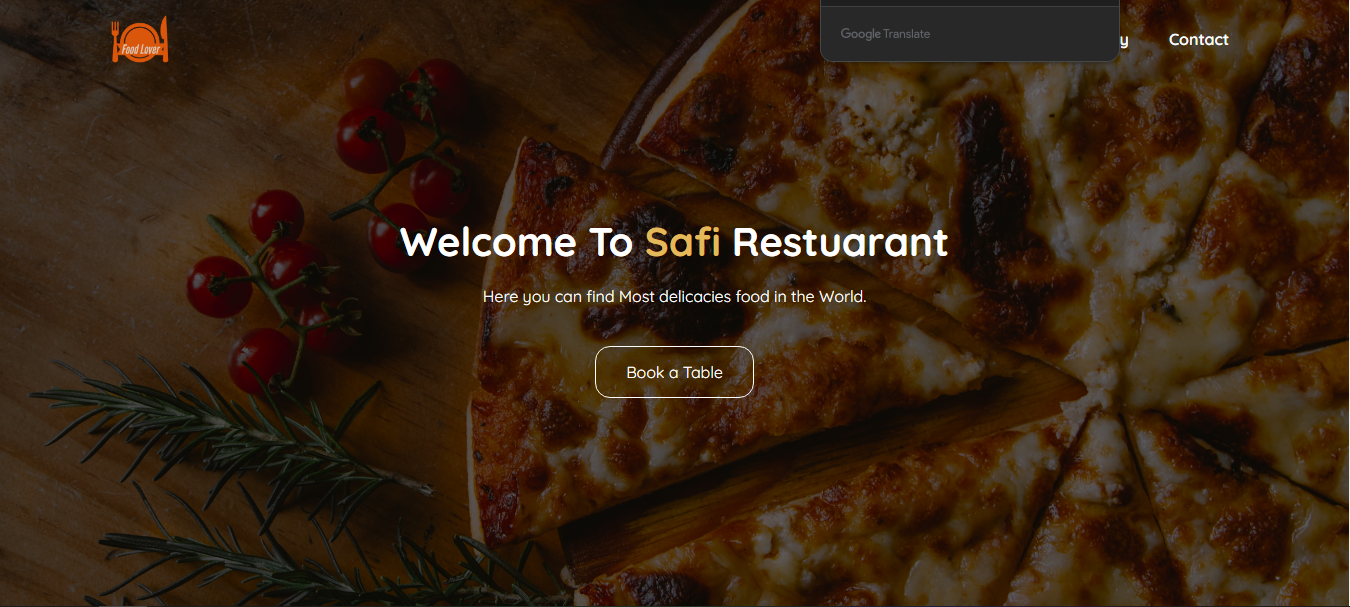 Food Lover
Google Translate
y
Contact
Welcome To Safi Restuarant
Here you can find Most delicacies food in the World.
Book a Table